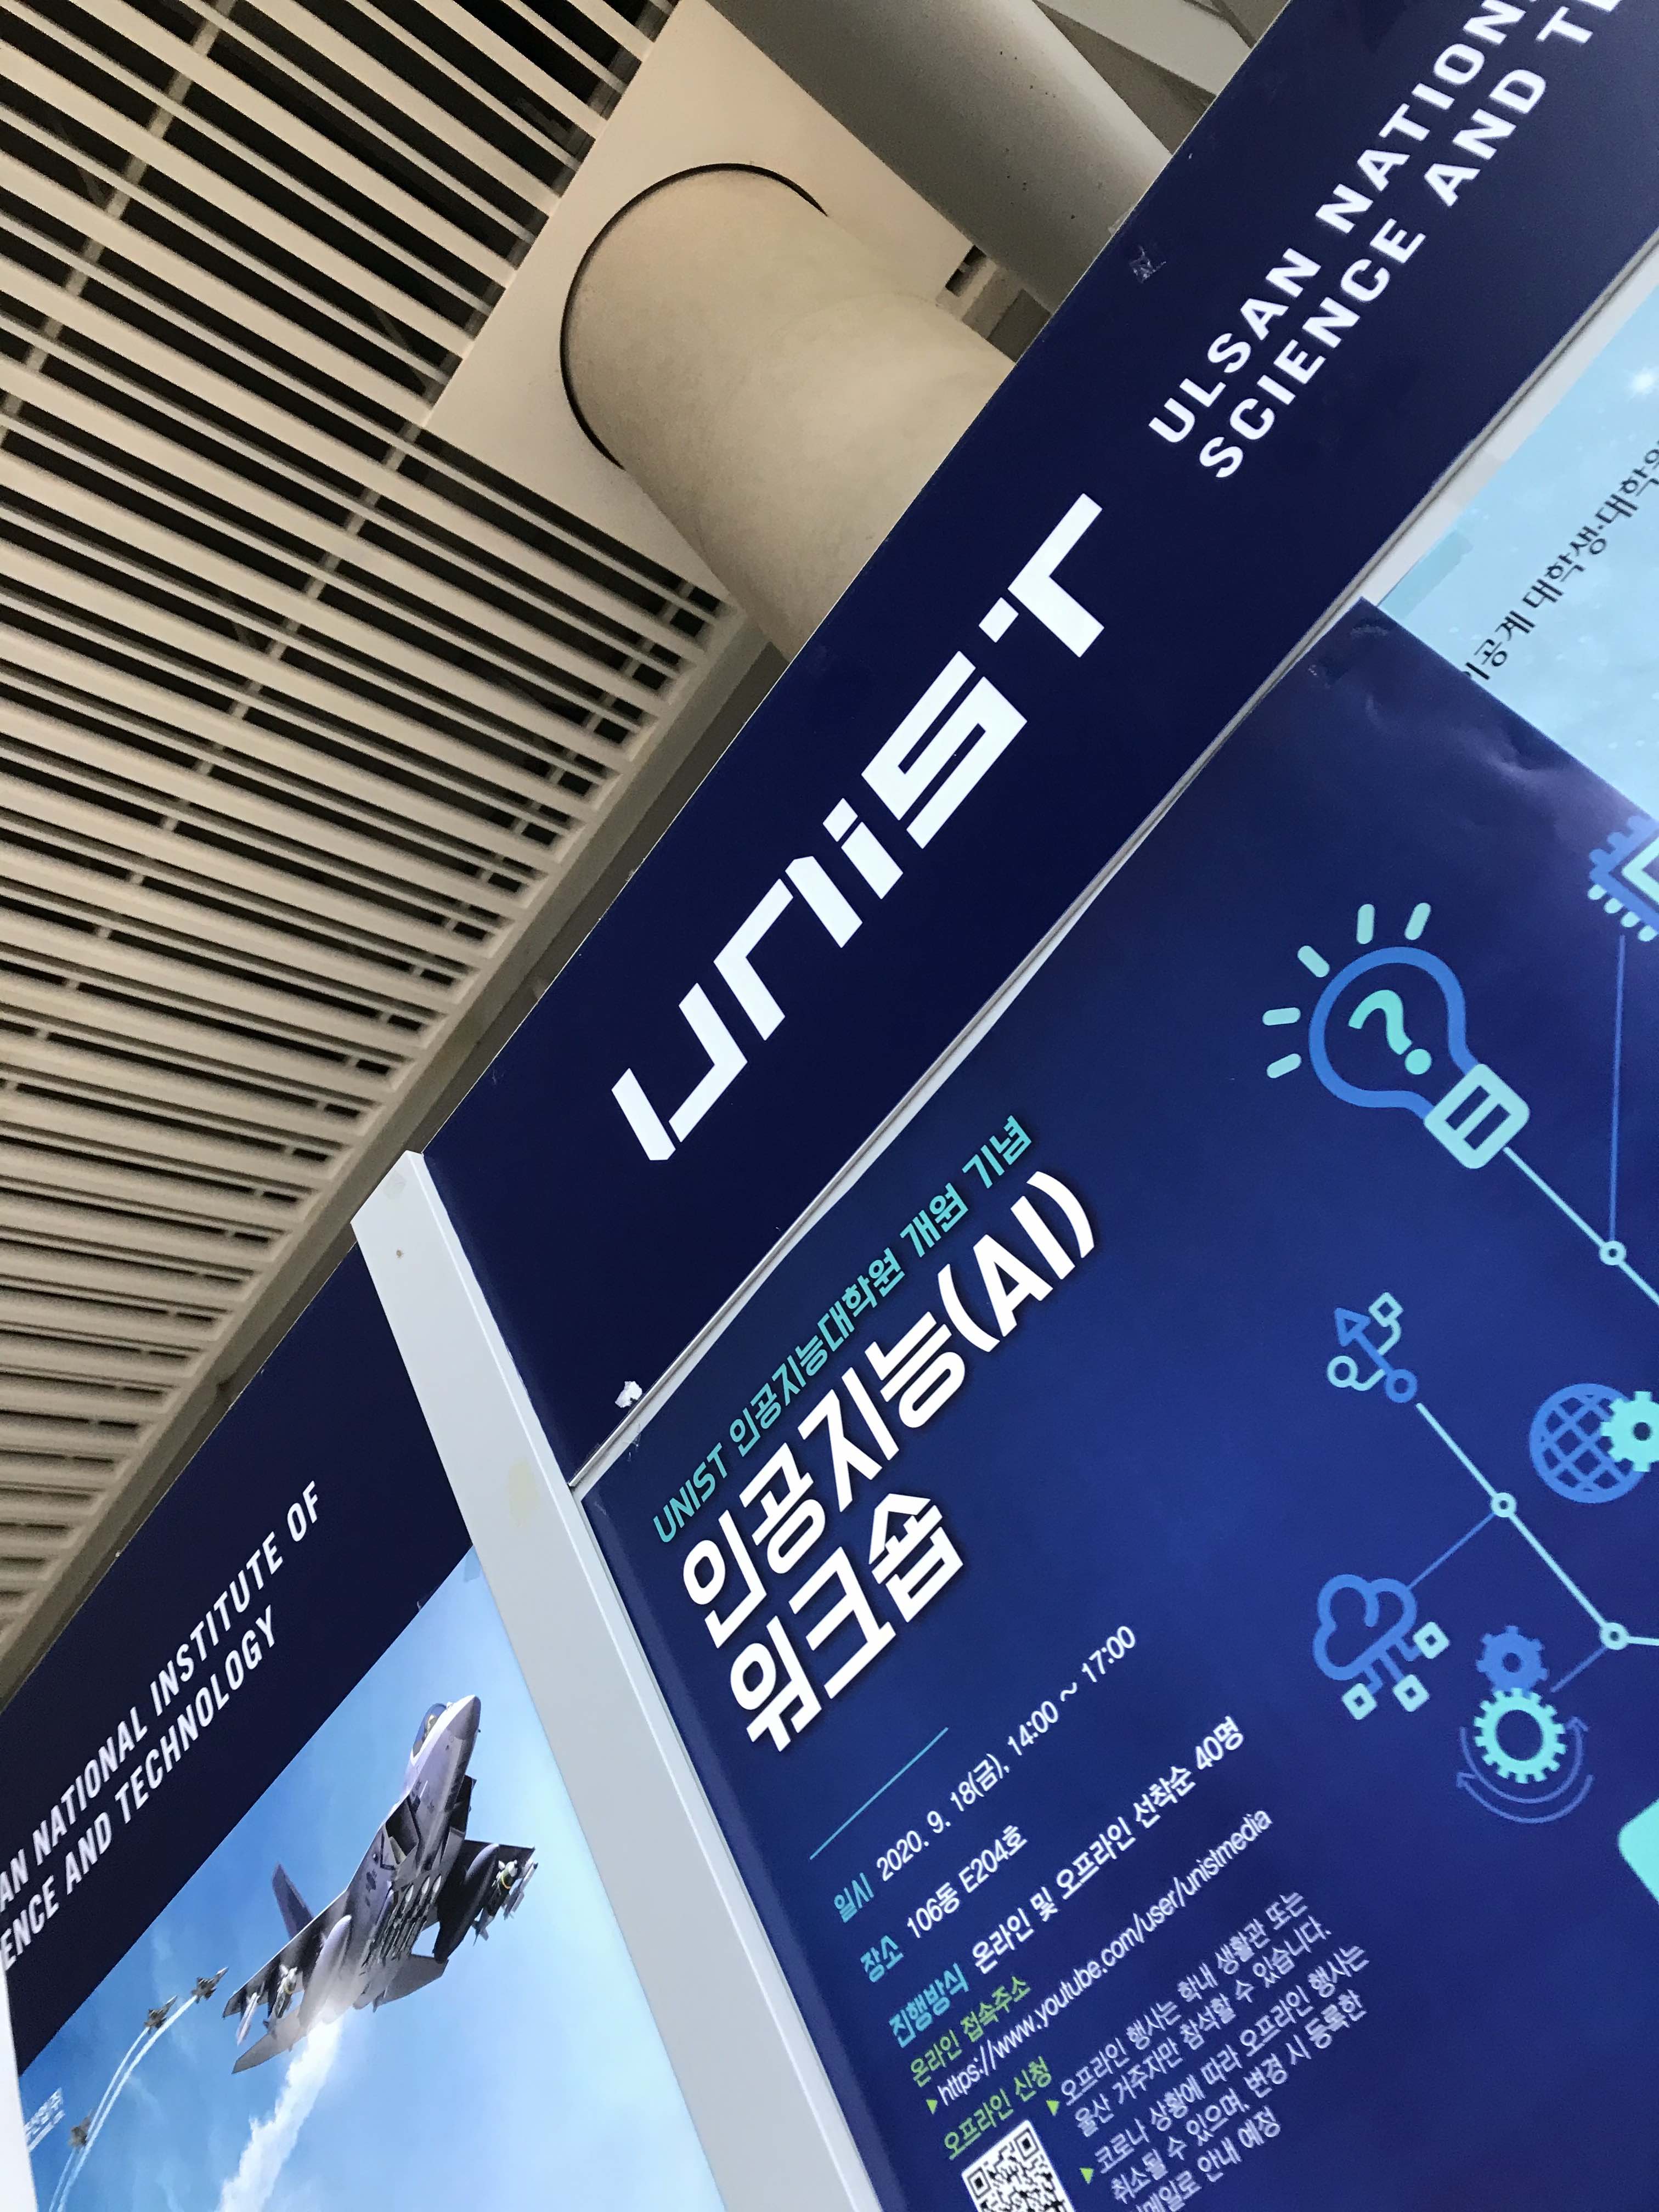 UNIST
ULSAN NATION
SCIENCE AND
공계 대학생·대학원
UNIST 인공지능대학원 개원 기념
인공지능(AI)
워크숍
일시 2020. 9. 18(금), 14:00 ~ 17:00
장소 106동 E204호
진행방식 온라인 및 오프라인 선착순 40명
온라인 접속주소
▶ https://www.youtube.com/user/unistmedia
오프라인 신청
▶ 오프라인 행사는 학내 생활관 또는
울산 거주자만 참석할 수 있습니다.
▶ 코로나 상황에 따라 오프라인 행사는
취소될 수 있으며, 변경 시 등록한
이메일로 안내 예정
AN NATIONAL INSTITUTE OF
ENCE AND TECHNOLOGY